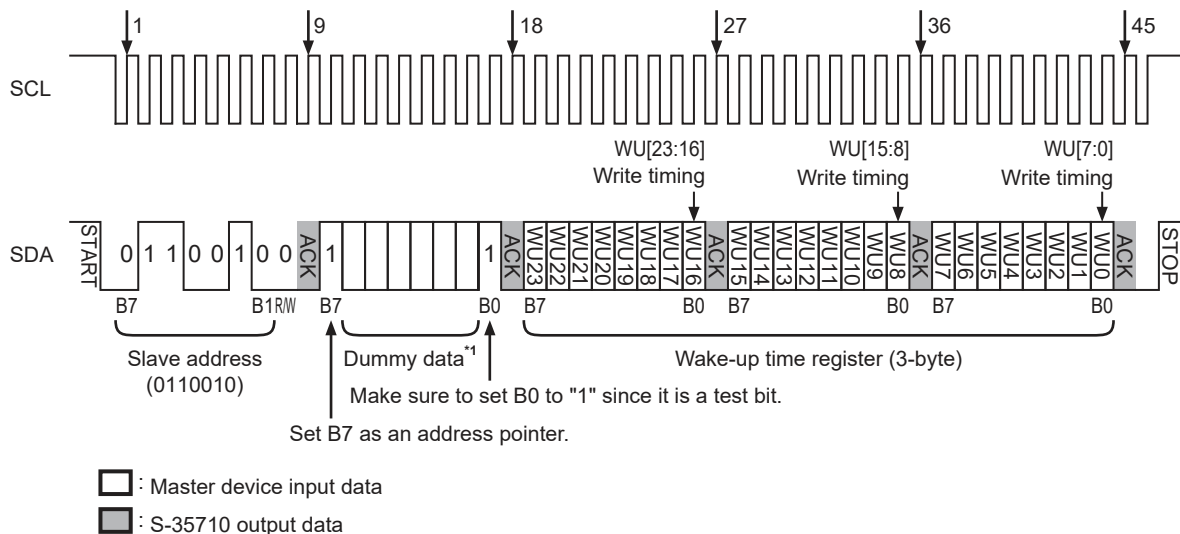 1 9 18 27 36 45
SCL
WU[23:16] WU[15:8] WU[7:0]
Write timing Write timing Write timing
SDA
START 0 1 1 0 0 1 0 0 ACK 1 1 ACK WU23 WU22 WU21 WU20 WU19 WU18 WU17 WU16 ACK WU15 WU14 WU13 WU12 WU11 WU10 WU9 WU8 ACK WU7 WU6 WU5 WU4 WU3 WU2 WU1 WU0 ACK STOP
B7 B1 R/W B7 B0 B7 B0 B7 B0 B7 B0
Slave address Dummy data*1 Wake-up time register (3-byte)
(0110010)
Make sure to set B0 to "1" since it is a test bit.
Set B7 as an address pointer.
: Master device input data
: S-35710 output data